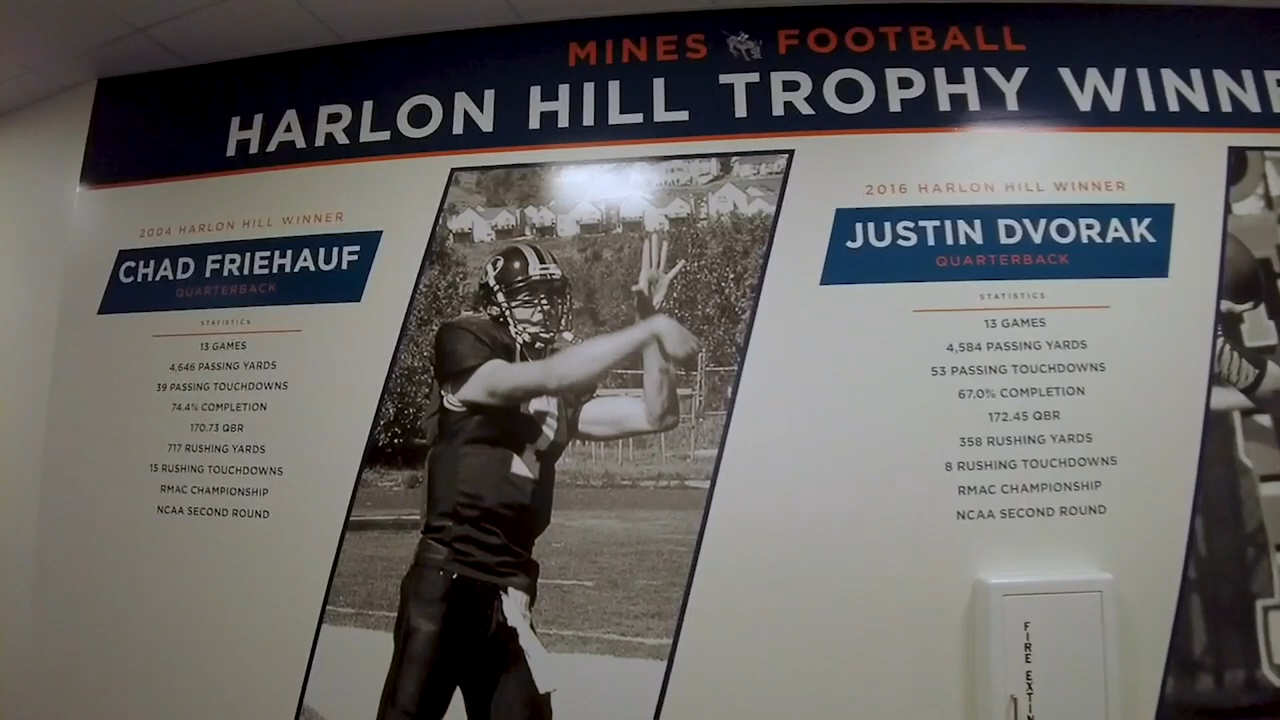 MINES FOOTBALL
HARLON HILL TROPHY
2004 HARLON HILL WINNER
CHAD FRIEHAUF
QUARTERBACK
STATISTICS
13 GAMES
4,646 PASSING YARDS
39 PASSING TOUCHDOWNS
74.4% COMPLETION
170.73 QBR
717 RUSHING YARDS
15 RUSHING TOUCHDOWNS
RMAC CHAMPIONSHIP
NCAA SECOND ROUND
2016 HARLON HILL WINNER
JUSTIN DVORAK
QUARTERBACK
STATISTICS
13 GAMES
4,584 PASSING YARDS
53 PASSING TOUCHDOWNS
67.0% COMPLETION
172.45 QBR
358 RUSHING YARDS
8 RUSHING TOUCHDOWNS
RMAC CHAMPIONSHIP
NCAA SECOND ROUND
FIRE